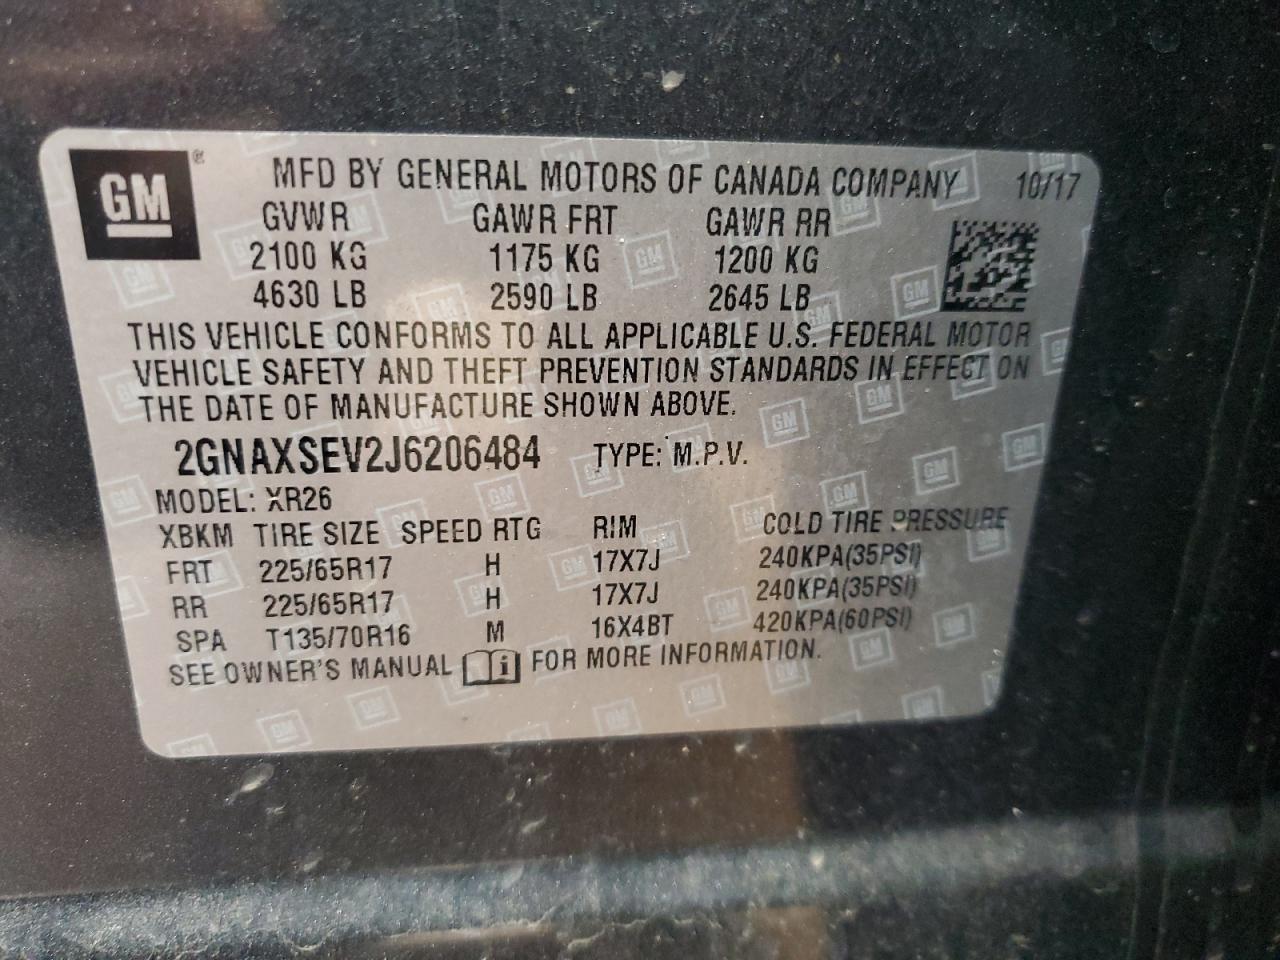 GM ® MFD BY GENERAL MOTORS OF CANADA COMPANY 10/17
GVWR GAWR FRT GAWR RR
2100 KG 1175 KG 1200 KG
4630 LB 2590 LB 2645 LB
THIS VEHICLE CONFORMS TO ALL APPLICABLE U.S. FEDERAL MOTOR
VEHICLE SAFETY AND THEFT PREVENTION STANDARDS IN EFFECT ON
THE DATE OF MANUFACTURE SHOWN ABOVE.
2GNAXSEV2J6206484 TYPE: M.P.V.
MODEL: XR26
XBKM TIRE SIZE SPEED RTG RIM COLD TIRE PRESSURE
FRT 225/65R17 H 17X7J 240KPA(35PSI)
RR 225/65R17 H 17X7J 240KPA(35PSI)
SPA T135/70R16 M 16X4BT 420KPA(60PSI)
SEE OWNER'S MANUAL i FOR MORE INFORMATION.